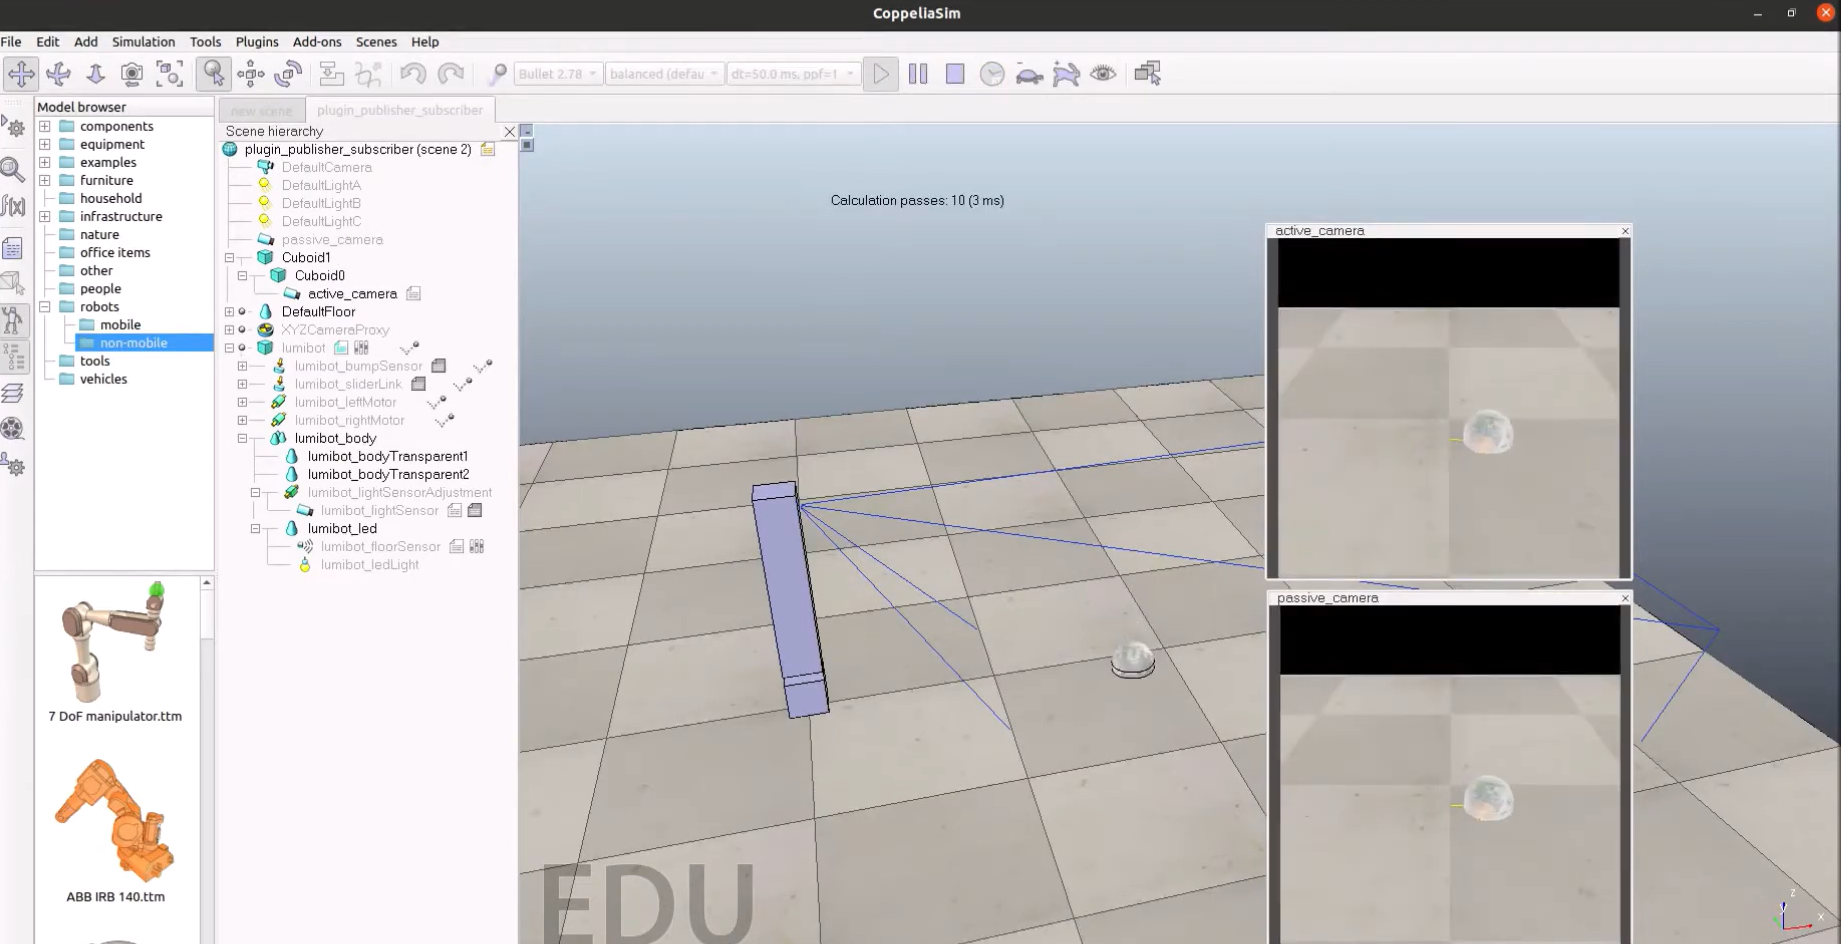 CoppeliaSim
File Edit Add Simulation Tools Plugins Add-ons Scenes Help
Bullet 2.78 balanced (defau dt=50.0 ms, ppf=1
Model browser
components
equipment
examples
furniture
household
infrastructure
nature
office items
other
people
robots
mobile
non-mobile
tools
vehicles
7 DoF manipulator.ttm
ABB IRB 140.ttm
new scene plugin_publisher_subscriber
Scene hierarchy
plugin_publisher_subscriber (scene 2)
DefaultCamera
DefaultLightA
DefaultLightB
DefaultLightC
passive_camera
Cuboid1
Cuboid0
active_camera
DefaultFloor
XYZCameraProxy
lumibot
lumibot_bumpSensor
lumibot_sliderLink
lumibot_leftMotor
lumibot_rightMotor
lumibot_body
lumibot_bodyTransparent1
lumibot_bodyTransparent2
lumibot_lightSensorAdjustment
lumibot_lightSensor
lumibot_led
lumibot_floorSensor
lumibot_ledLight
Calculation passes: 10 (3 ms)
active_camera
passive_camera
EDU
z
y
x